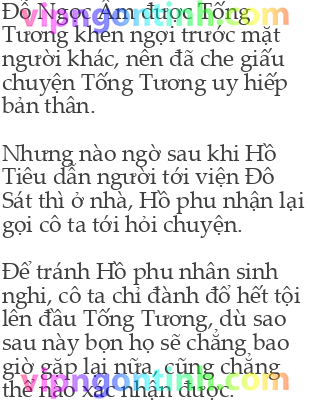 Đỗ Ngọc Âm được Tống
Tương khen ngợi trước mặt
người khác, nên đã che giấu
chuyện Tống Tương uy hiếp
bản thân.
Nhưng nào ngờ sau khi Hồ
Tiêu dẫn người tới viện Đô
Sát thì ở nhà, Hồ phu nhận lại
gọi cô ta tới hỏi chuyện.
Để tránh Hồ phu nhân sinh
nghi, cô ta chỉ đành đổ hết tội
lên đầu Tống Tương, dù sao
sau này bọn họ sẽ chẳng bao
giờ gặp lại nữa, cũng chẳng
thể nào xác nhận được.
vipngontinh.com
vipngontinh.com